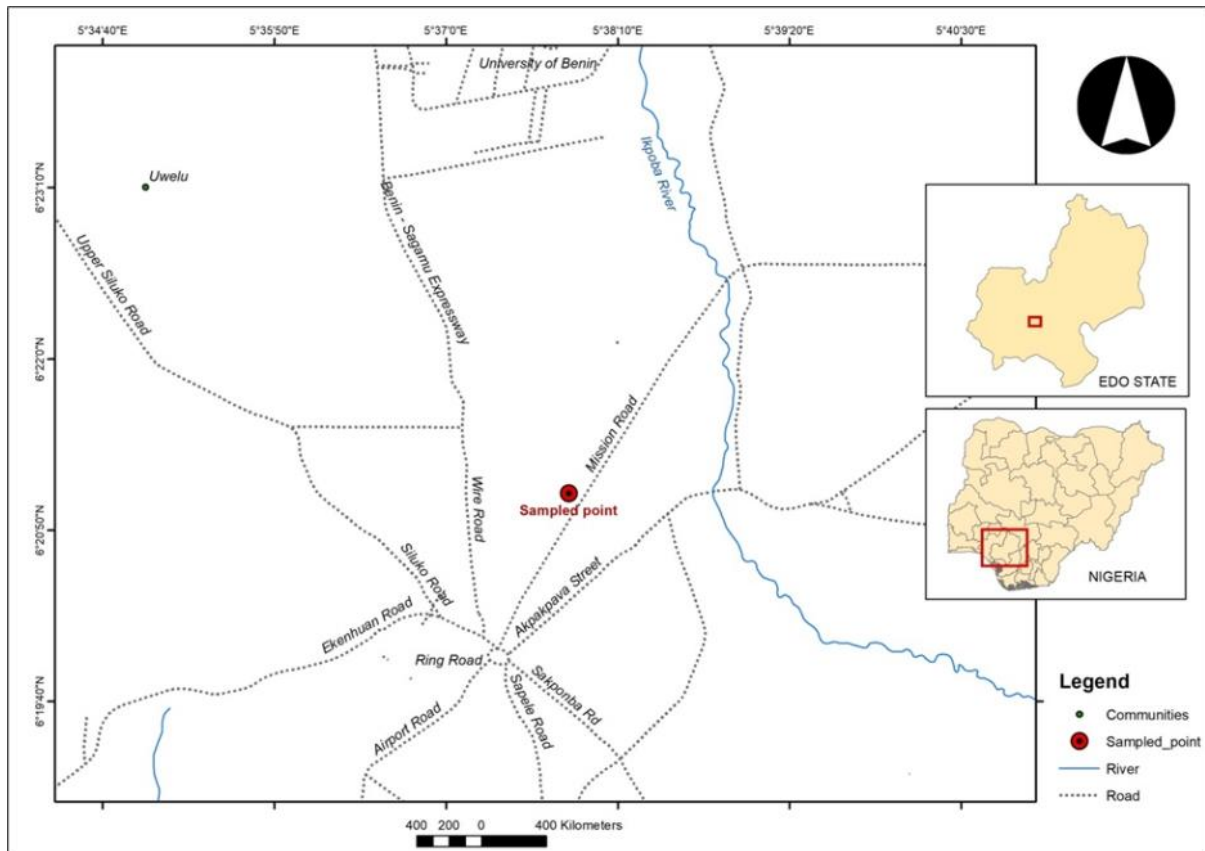 5°34'40"E
5°35'50"E
5°37'0"E
5°38'10"E
5°39'20"E
5°40'30"E
University of Benin
Ikpoba River
6°23'10"N
Uwelu
Benin - Sagamu Expressway
Upper Siluko Road
6°22'0"N
EDO STATE
Mission Road
Wire Road
Sampled point
6°20'50"N
Siluko Road
Akpakpava Street
NIGERIA
Ekenhuan Road
Ring Road
Sakponba Rd
Sapele Road
Airport Road
6°19'40"N
Legend
Communities
Sampled_point
River
Road
400 200 0 400 Kilometers